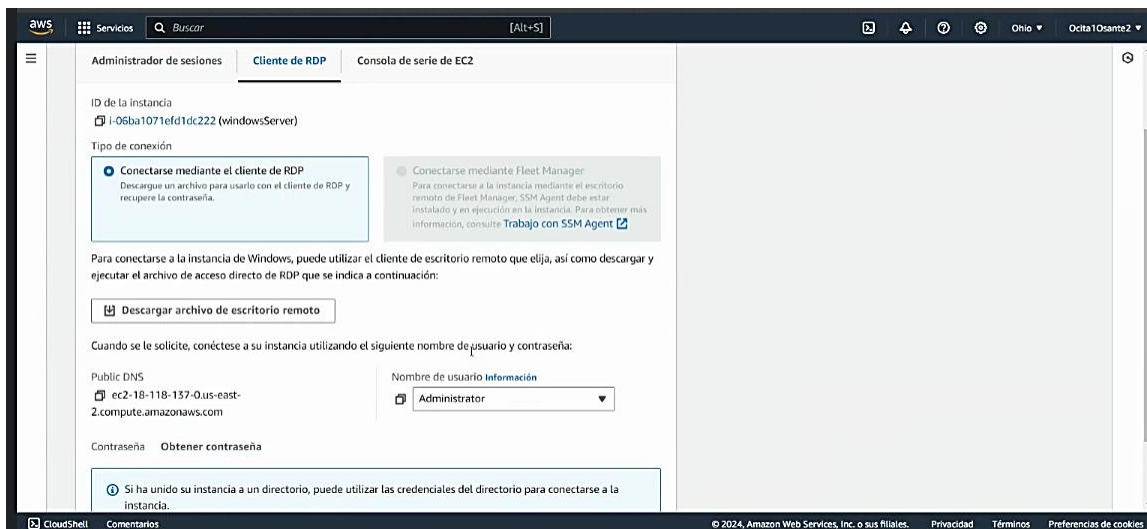 aws
Servicios
Buscar
[Alt+S]
Ohio
Ocita1Osante2
Administrador de sesiones
Cliente de RDP
Consola de serie de EC2
ID de la instancia
i-06ba1071efd1dc222 (windowsServer)
Tipo de conexión
Conectarse mediante el cliente de RDP
Descargue un archivo para usarlo con el cliente de RDP y
recupere la contraseña.
Conectarse mediante Fleet Manager
Para conectarse a la instancia mediante el escritorio
remoto de Fleet Manager, SSM Agent debe estar
instalado y en ejecución en la instancia. Para obtener más
información, consulte Trabajo con SSM Agent
Para conectarse a la instancia de Windows, puede utilizar el cliente de escritorio remoto que elija, así como descargar y
ejecutar el archivo de acceso directo de RDP que se indica a continuación:
Descargar archivo de escritorio remoto
Cuando se le solicite, conéctese a su instancia utilizando el siguiente nombre de usuario y contraseña:
Public DNS
ec2-18-118-137-0.us-east-
2.compute.amazonaws.com
Nombre de usuario Información
Administrator
Contraseña Obtener contraseña
Si ha unido su instancia a un directorio, puede utilizar las credenciales del directorio para conectarse a la
instancia.
CloudShell
Comentarios
© 2024, Amazon Web Services, Inc. o sus filiales.
Privacidad
Términos
Preferencias de cookies